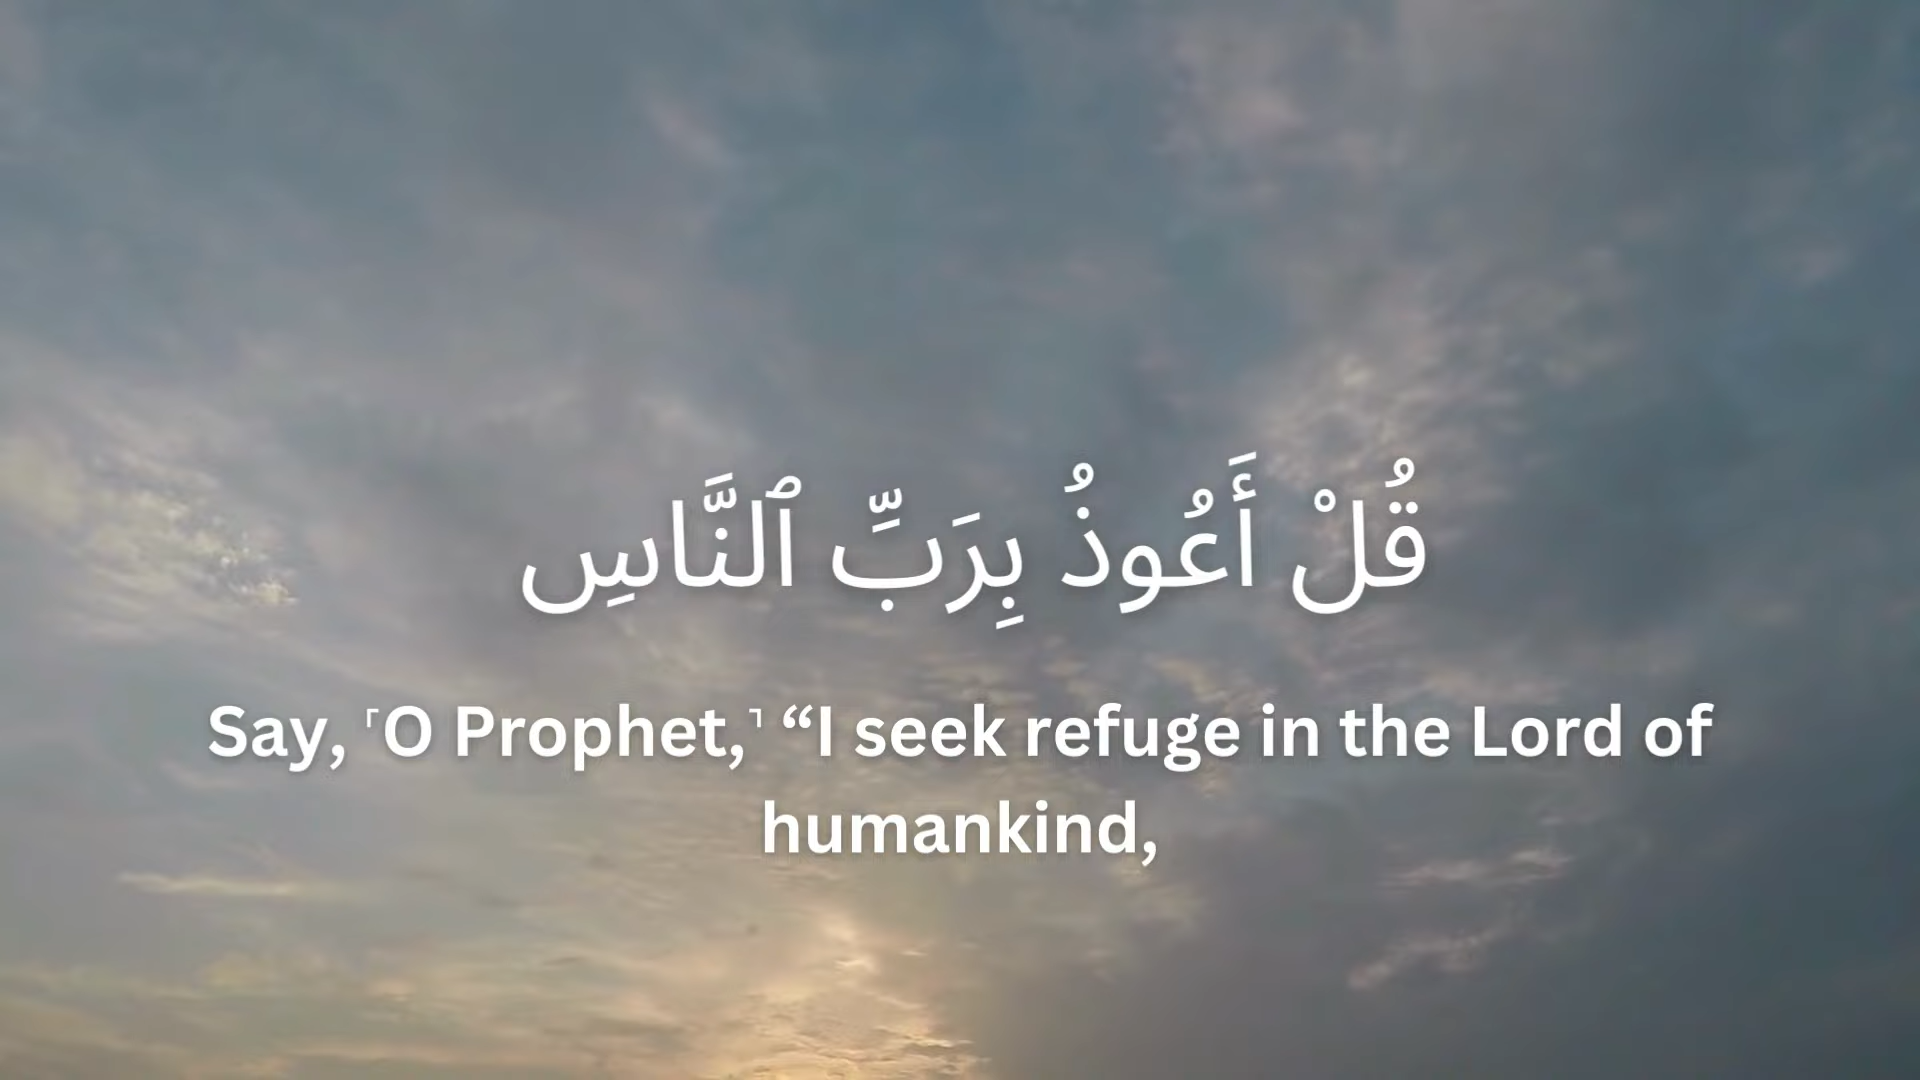 قُلْ أَعُوذُ بِرَبِّ ٱلنَّاسِ
Say, ˹O Prophet,˺ “I seek refuge in the Lord of
humankind,